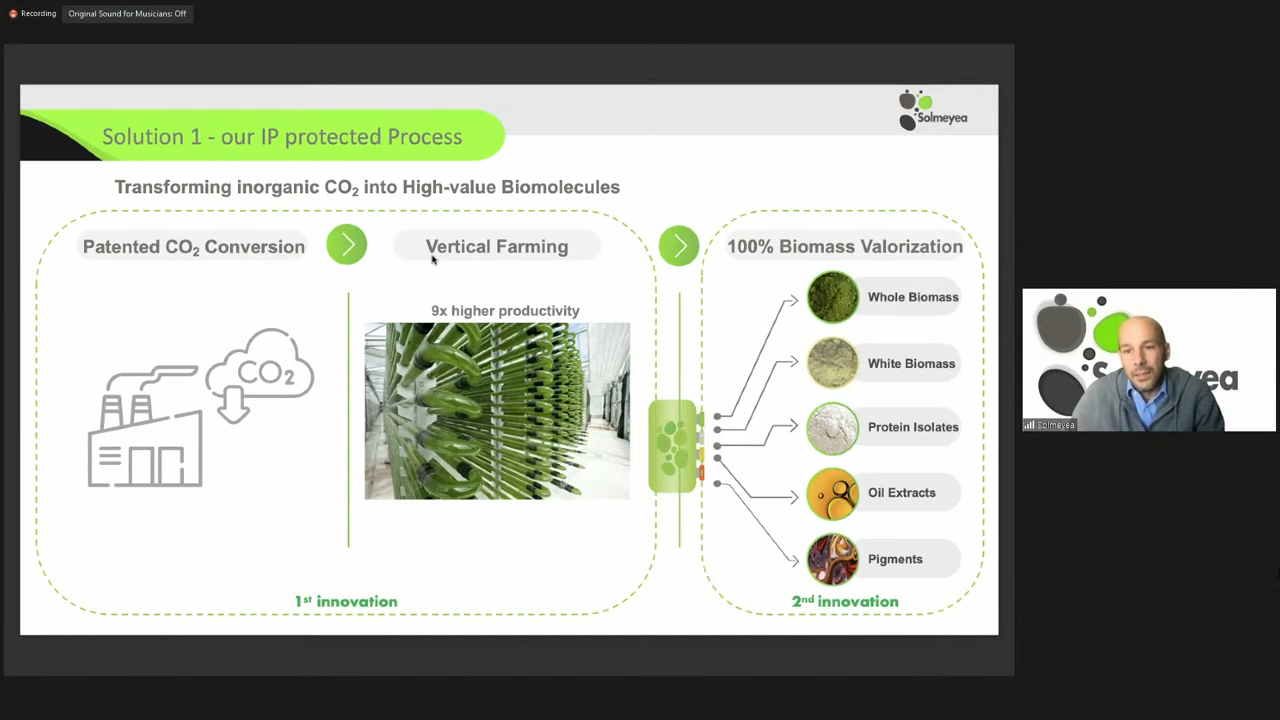 Recording
Original Sound for Musicians: Off
Solmeyea
Solution 1 - our IP protected Process
Transforming inorganic CO₂ into High-value Biomolecules
Patented CO₂ Conversion
Vertical Farming
100% Biomass Valorization
9x higher productivity
CO₂
Whole Biomass
White Biomass
Protein Isolates
Oil Extracts
Pigments
1st innovation
2nd innovation
Solmeyea